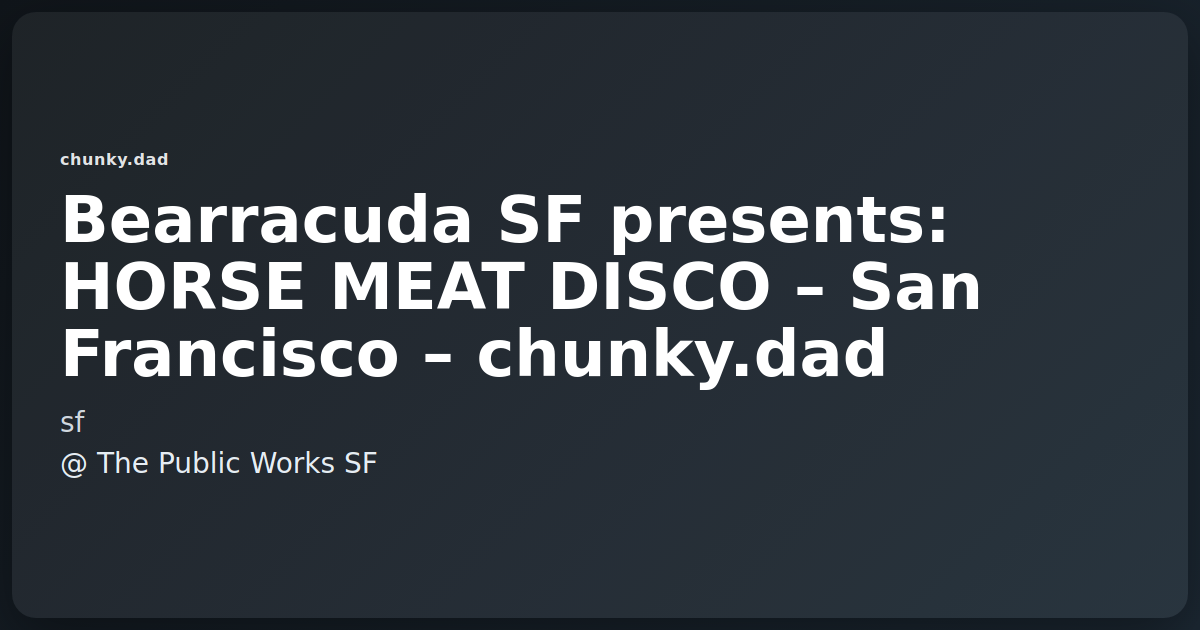 chunky.dad
Bearracuda SF presents:
HORSE MEAT DISCO – San
Francisco – chunky.dad
sf
@ The Public Works SF